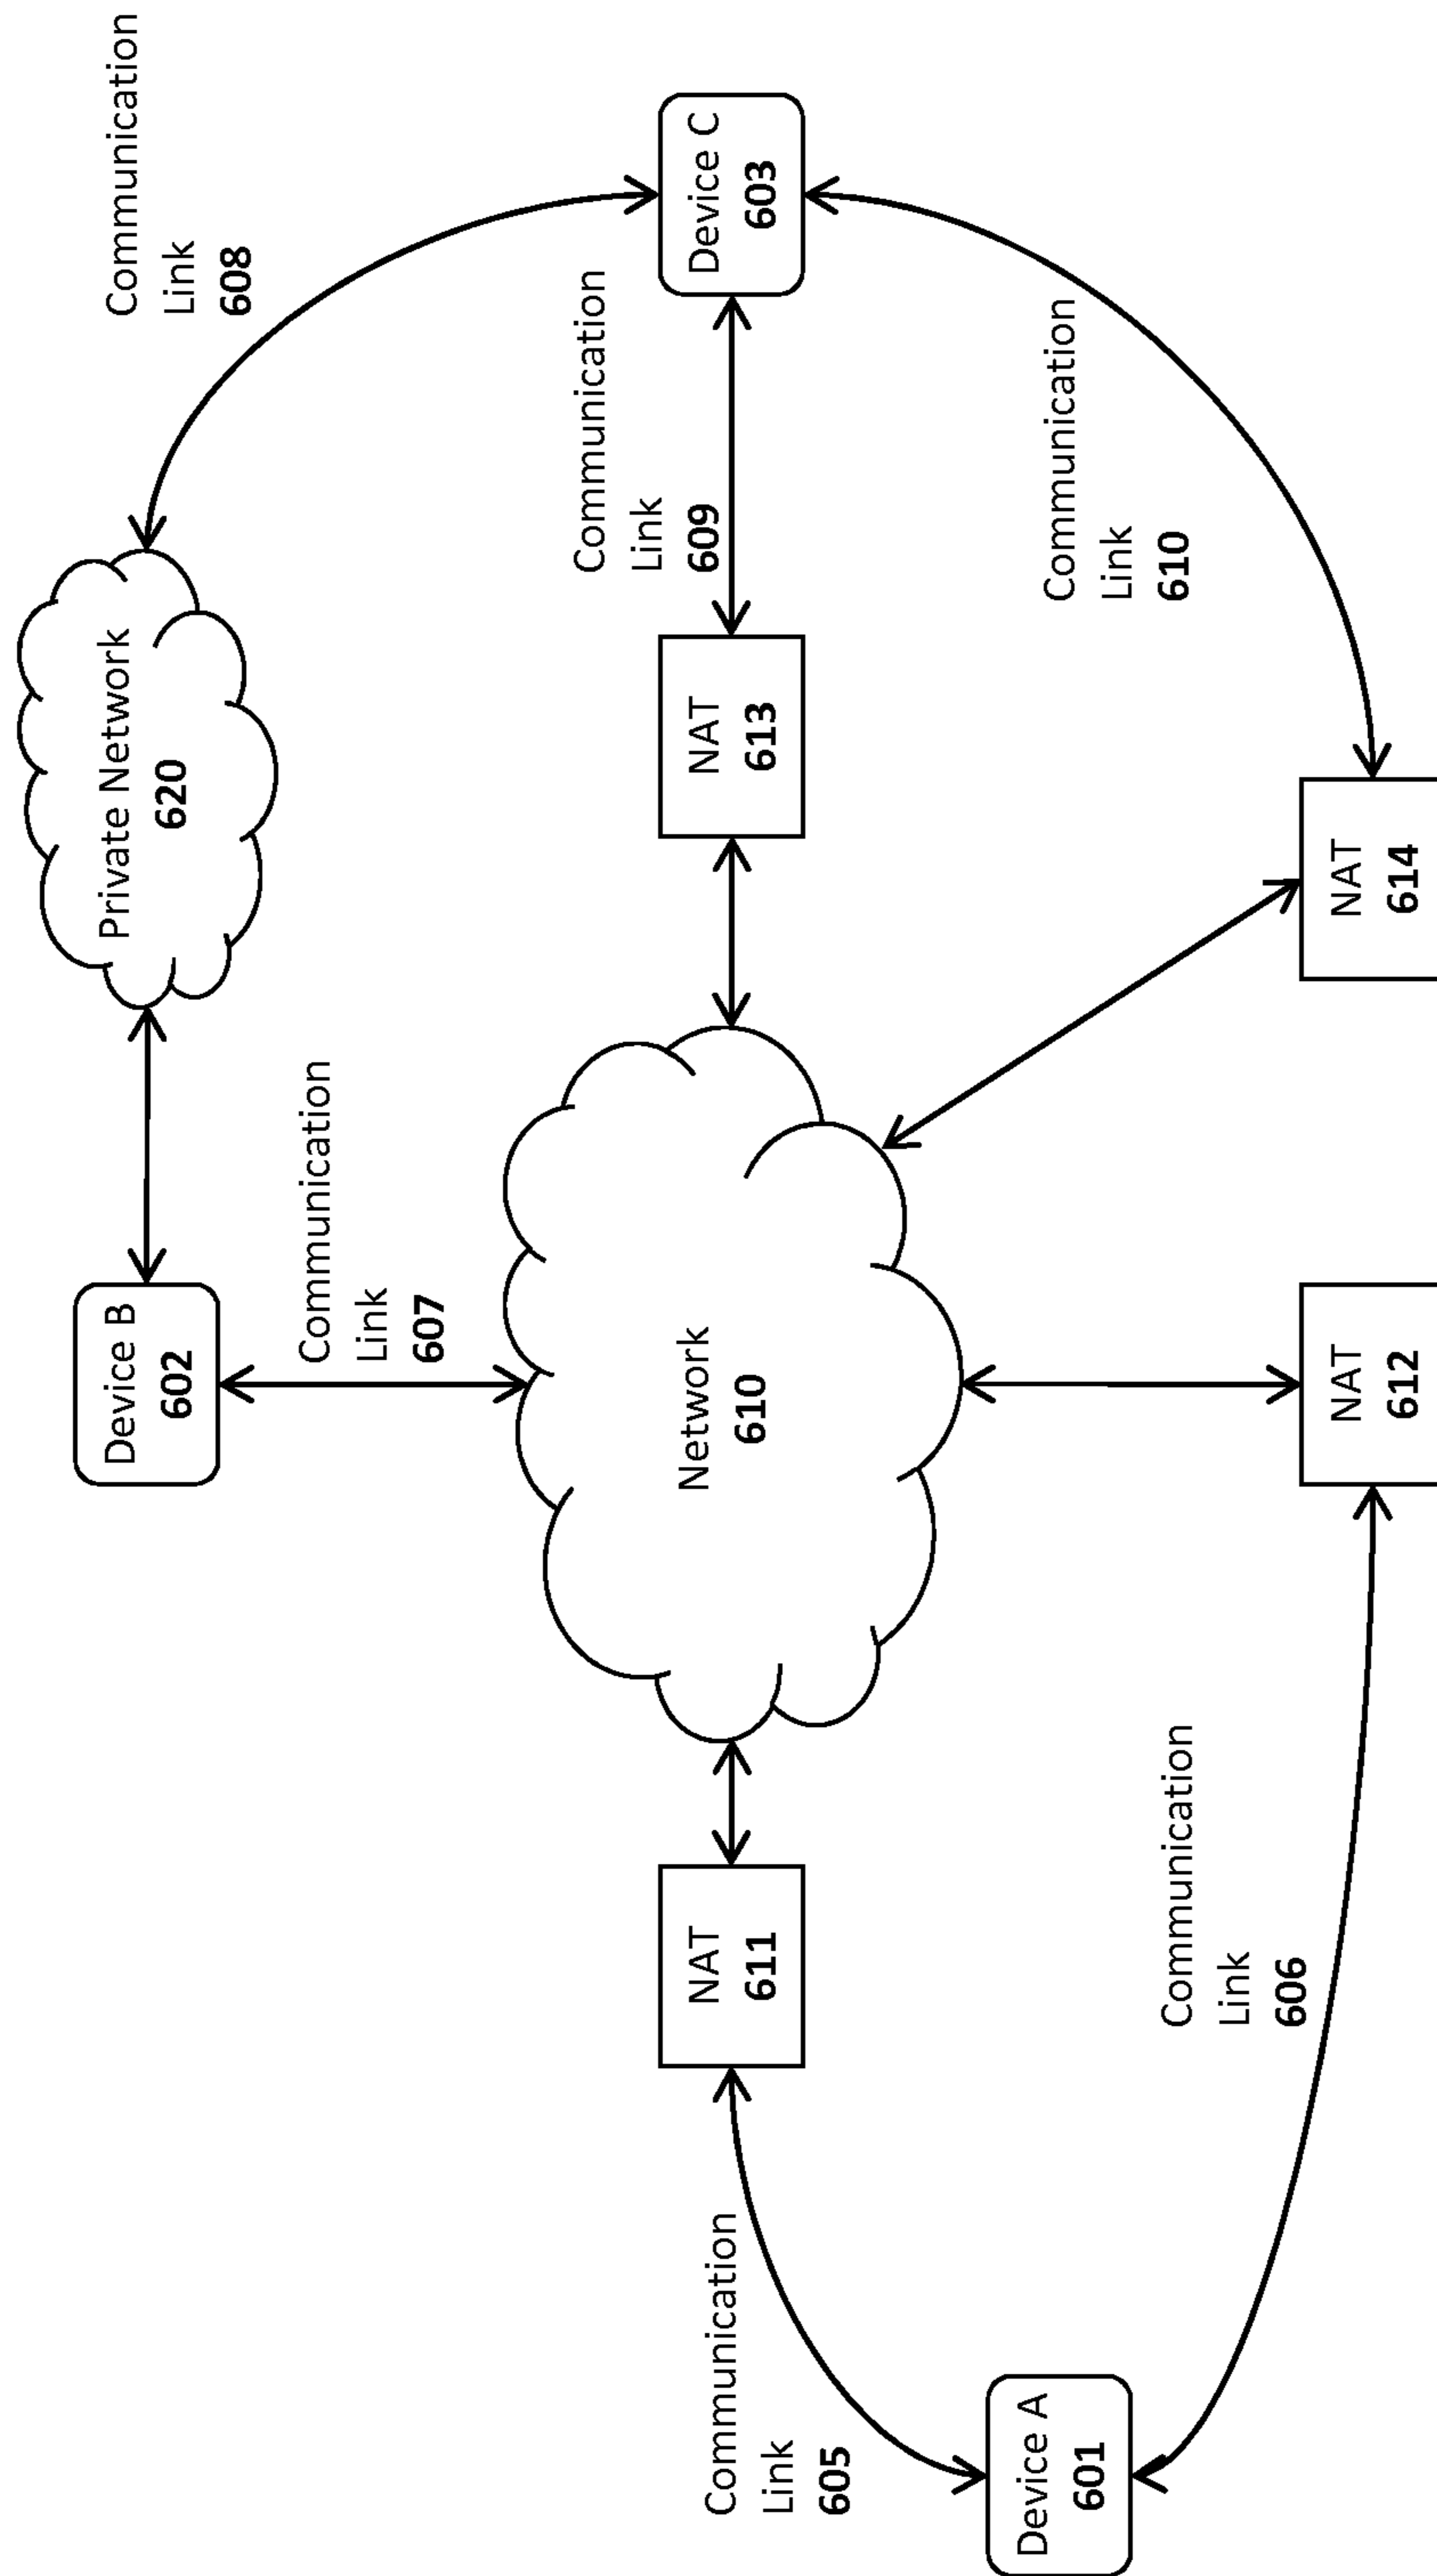 Device B
602
Private Network
620
Communication
Link
608
Communication
Link
607
Communication
Link
605
NAT
611
Network
610
NAT
613
Communication
Link
609
Device C
603
Device A
601
Communication
Link
606
NAT
612
NAT
614
Communication
Link
610